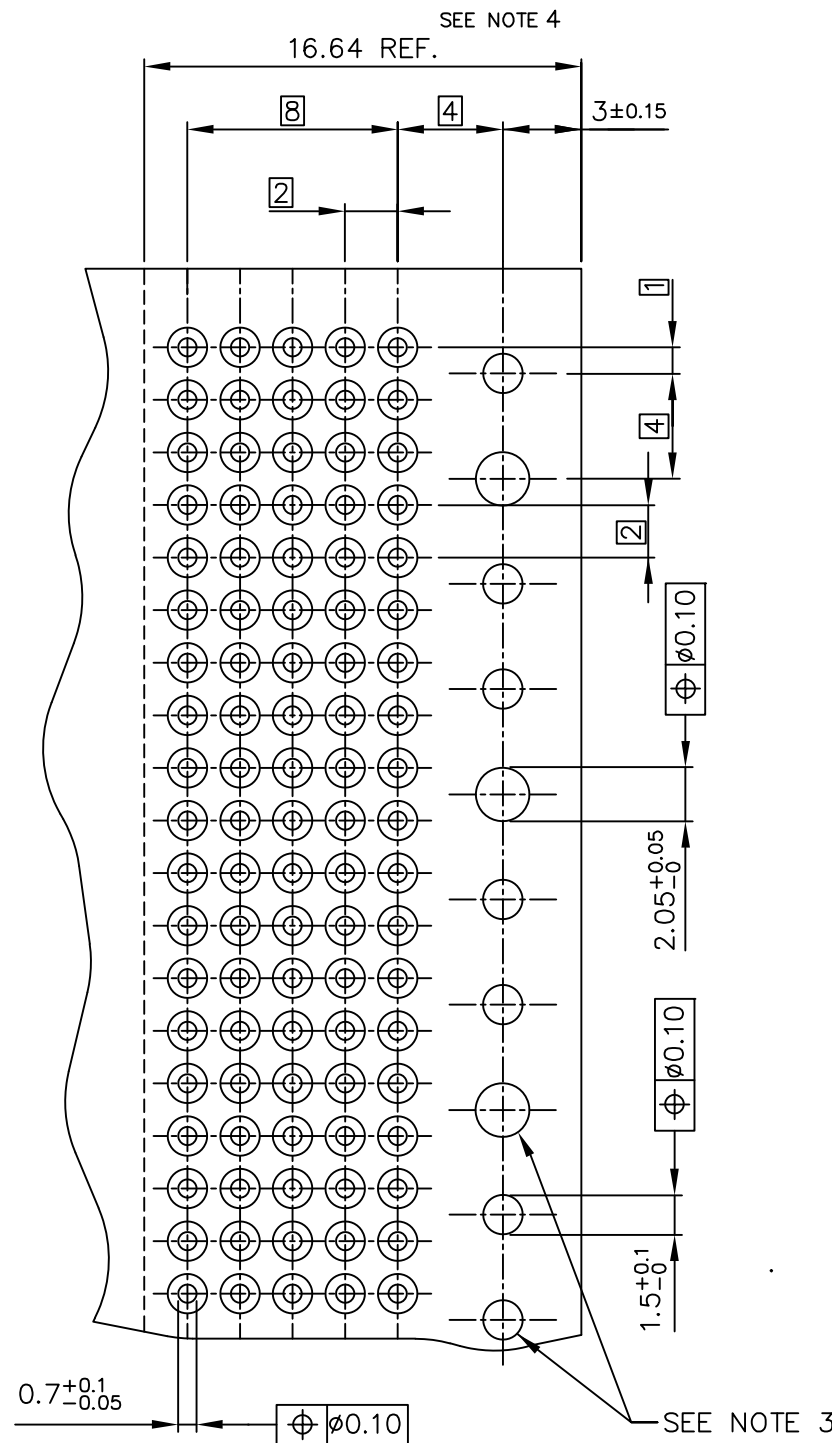 SEE NOTE 4
16.64 REF.
8
4
3±0.15
2
1
4
2
⌖ ø0.10
2.05+0.05-0
⌖ ø0.10
1.5+0.1-0
0.7+0.1-0.05
⌖ ø0.10
SEE NOTE 3